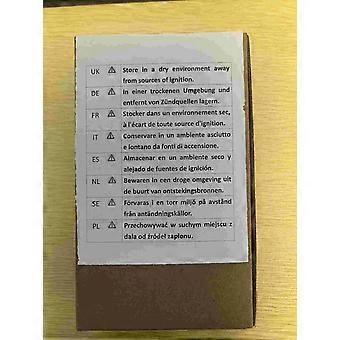 UK ⚠ Store in a dry environment away
from sources of ignition.
DE ⚠ In einer trockenen Umgebung und
entfernt von Zündquellen lagern.
FR ⚠ Stocker dans un environnement sec,
à l'écart de toute source d'ignition.
IT ⚠ Conservare in un ambiente asciutto
e lontano da fonti di accensione.
ES ⚠ Almacenar en un ambiente seco y
alejado de fuentes de ignición.
NL ⚠ Bewaren in een droge omgeving uit
de buurt van ontstekingsbronnen.
SE ⚠ Förvaras i en torr miljö på avstånd
från antändningskällor.
PL ⚠ Przechowywać w suchym miejscu z
dala od źródeł zapłonu.